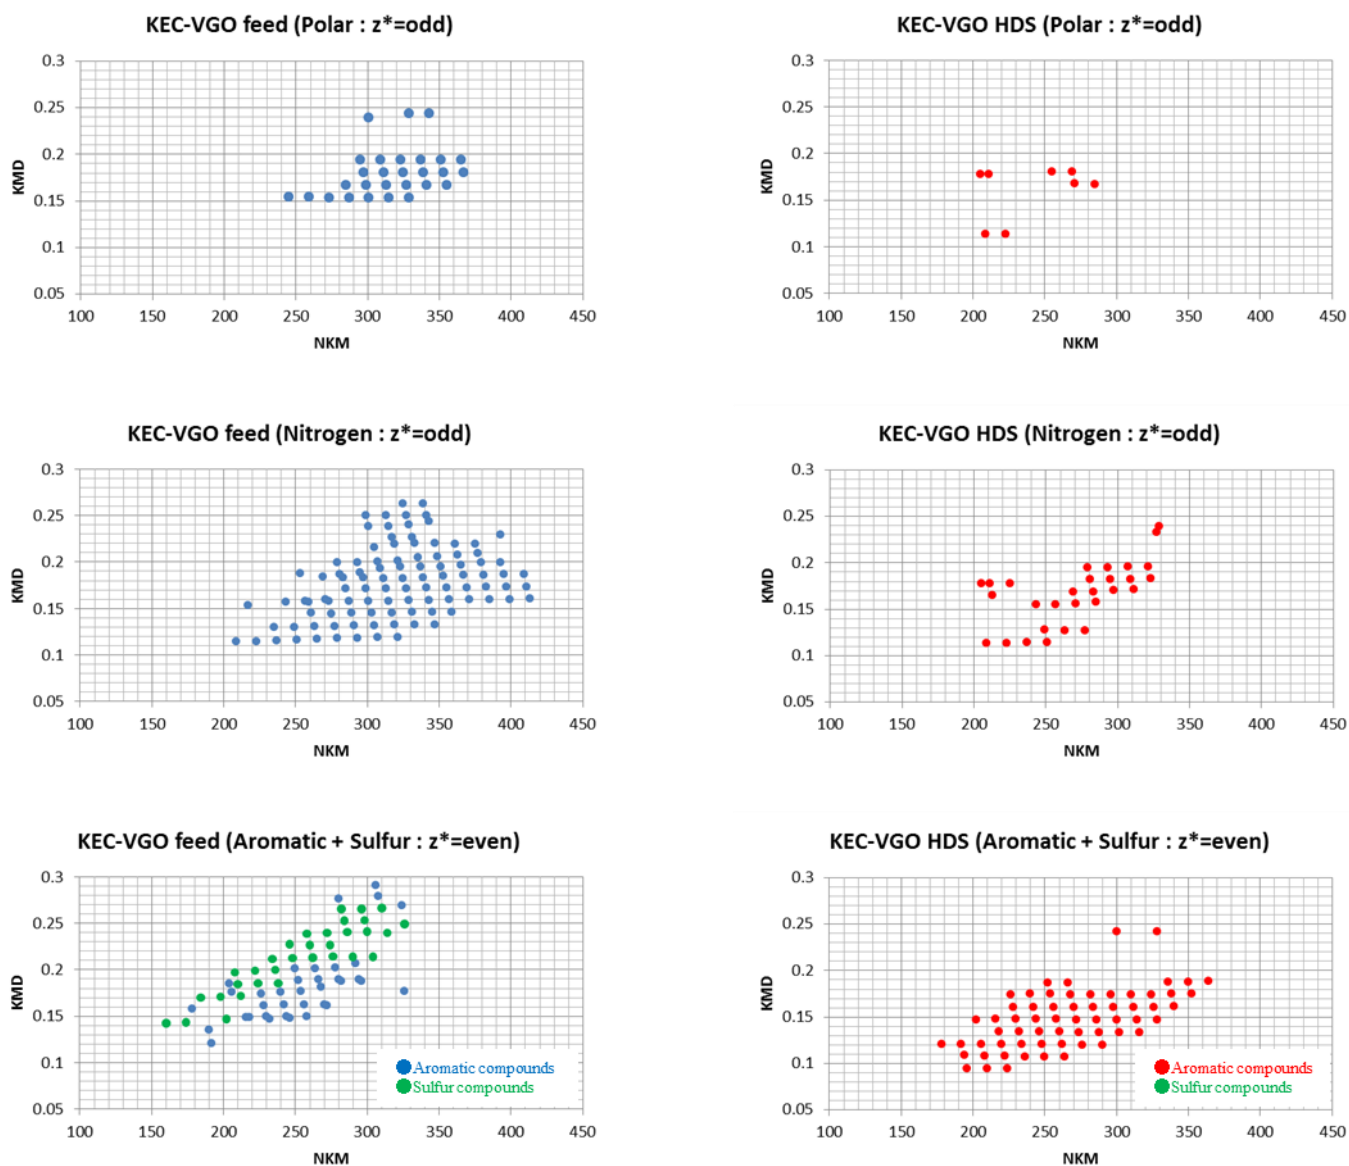 KEC-VGO feed (Polar : z*=odd)
0.3
0.25
0.2
0.15
0.1
0.05
KMD
100 150 200 250 300 350 400 450
NKM
KEC-VGO HDS (Polar : z*=odd)
0.3
0.25
0.2
0.15
0.1
0.05
KMD
100 150 200 250 300 350 400 450
NKM
KEC-VGO feed (Nitrogen : z*=odd)
0.3
0.25
0.2
0.15
0.1
0.05
KMD
100 150 200 250 300 350 400 450
NKM
KEC-VGO HDS (Nitrogen : z*=odd)
0.3
0.25
0.2
0.15
0.1
0.05
KMD
100 150 200 250 300 350 400 450
NKM
KEC-VGO feed (Aromatic + Sulfur : z*=even)
0.3
0.25
0.2
0.15
0.1
0.05
KMD
Aromatic compounds
Sulfur compounds
100 150 200 250 300 350 400 450
NKM
KEC-VGO HDS (Aromatic + Sulfur : z*=even)
0.3
0.25
0.2
0.15
0.1
0.05
KMD
Aromatic compounds
Sulfur compounds
100 150 200 250 300 350 400 450
NKM